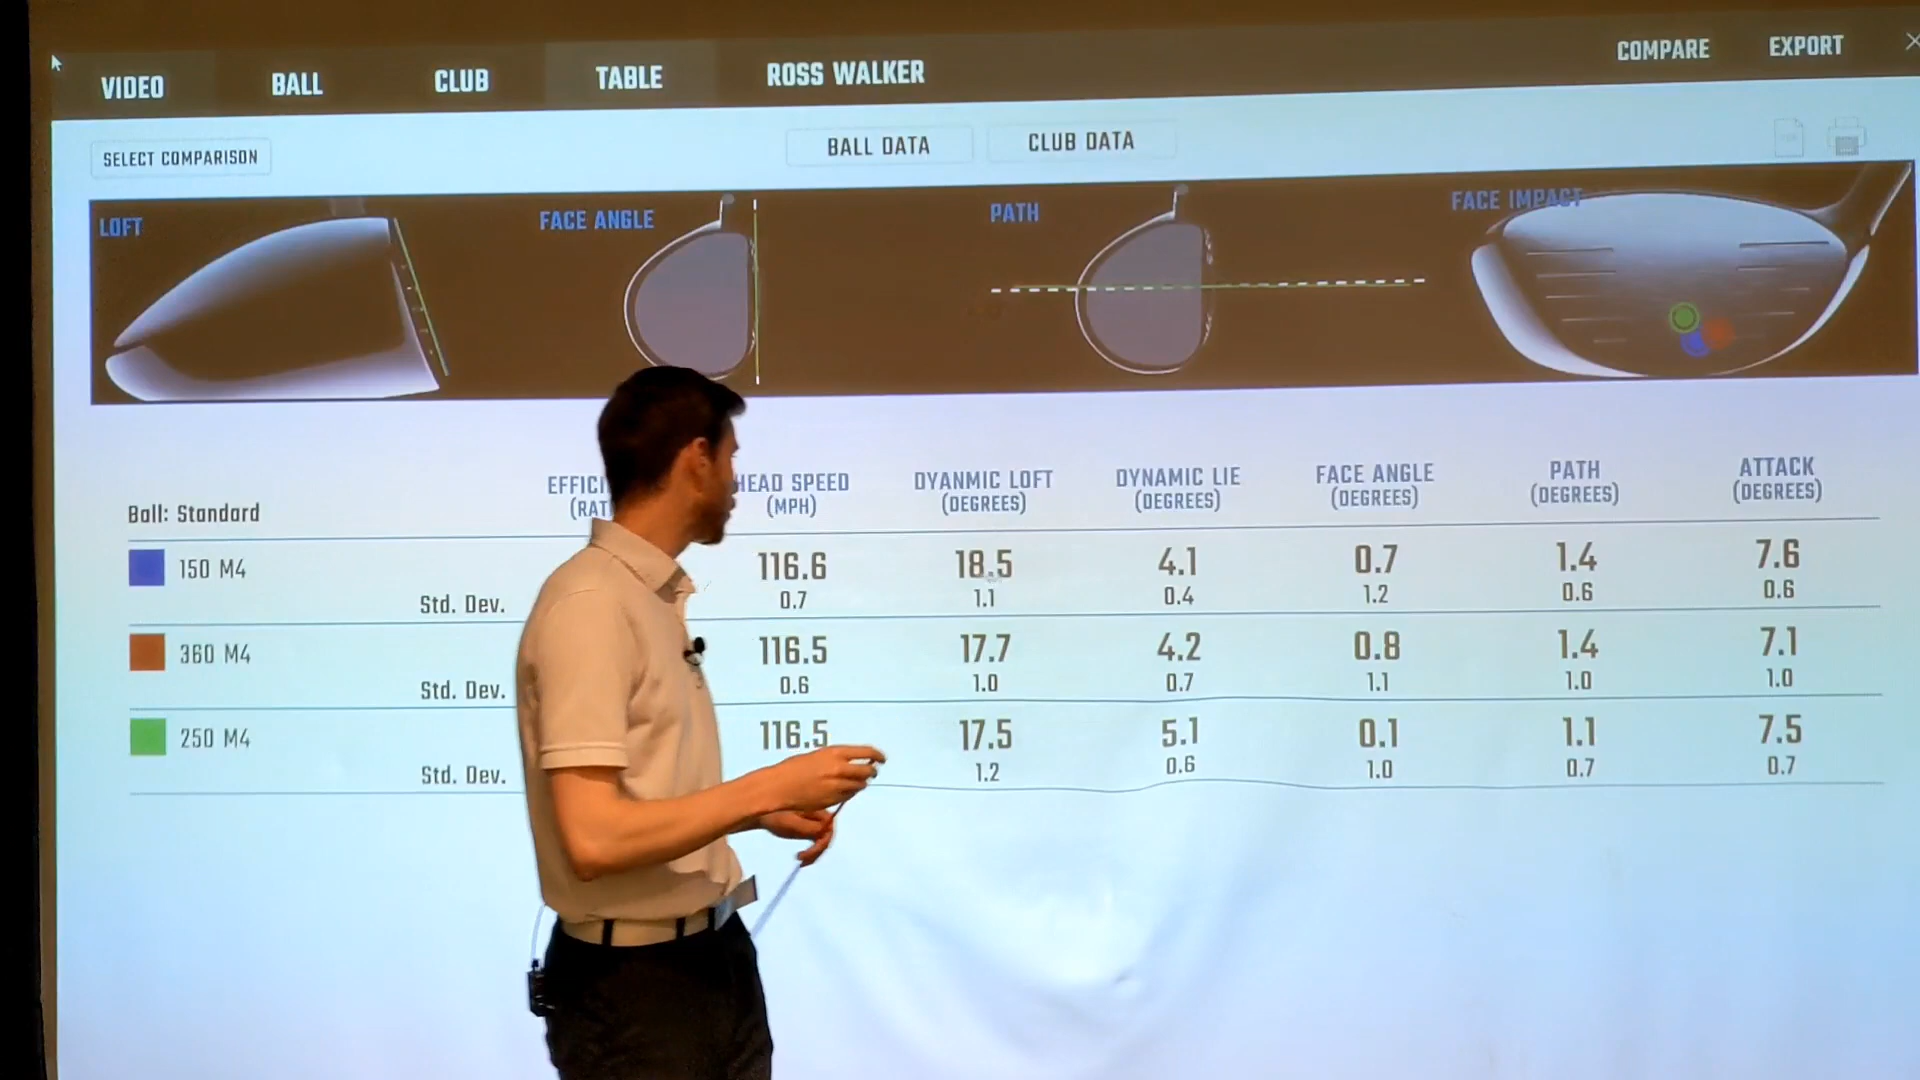 VIDEO BALL CLUB TABLE ROSS WALKER COMPARE EXPORT
SELECT COMPARISON BALL DATA CLUB DATA
LOFT FACE ANGLE PATH FACE IMPACT
HEAD SPEED DYANMIC LOFT DYNAMIC LIE FACE ANGLE PATH ATTACK
(MPH) (DEGREES) (DEGREES) (DEGREES) (DEGREES) (DEGREES)
Ball: Standard
150 M4 116.6 18.5 4.1 0.7 1.4 7.6
Std. Dev. 0.7 1.1 0.4 1.2 0.6 0.6
360 M4 116.5 17.7 4.2 0.8 1.4 7.1
Std. Dev. 0.6 1.0 0.7 1.1 1.0 1.0
250 M4 116.5 17.5 5.1 0.1 1.1 7.5
Std. Dev. 1.2 0.6 1.0 0.7 0.7